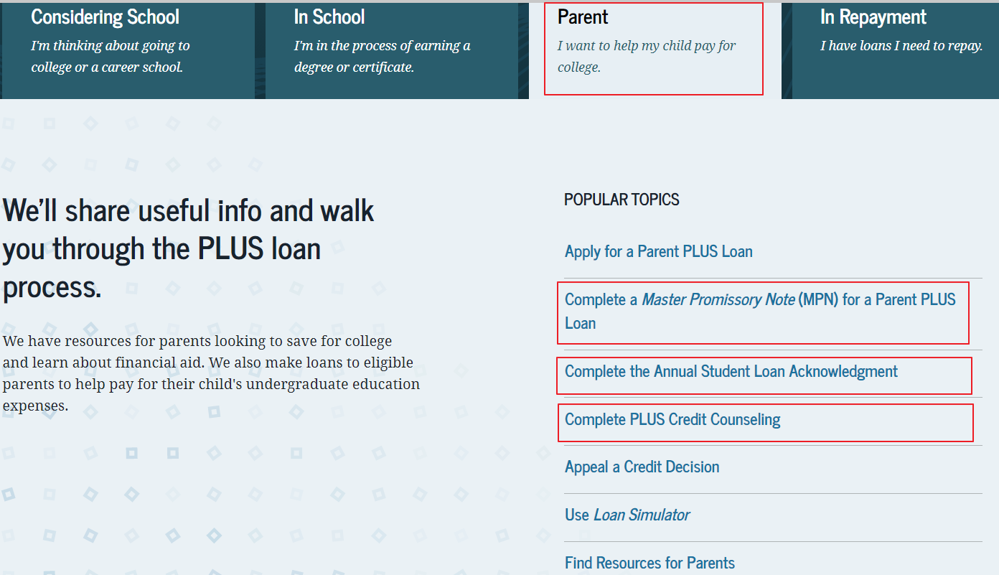 Considering School
I'm thinking about going to
college or a career school.
In School
I'm in the process of earning a
degree or certificate.
Parent
I want to help my child pay for
college.
In Repayment
I have loans I need to repay.
We’ll share useful info and walk
you through the PLUS loan
process.
We have resources for parents looking to save for college
and learn about financial aid. We also make loans to eligible
parents to help pay for their child's undergraduate education
expenses.
POPULAR TOPICS
Apply for a Parent PLUS Loan
Complete a Master Promissory Note (MPN) for a Parent PLUS
Loan
Complete the Annual Student Loan Acknowledgment
Complete PLUS Credit Counseling
Appeal a Credit Decision
Use Loan Simulator
Find Resources for Parents